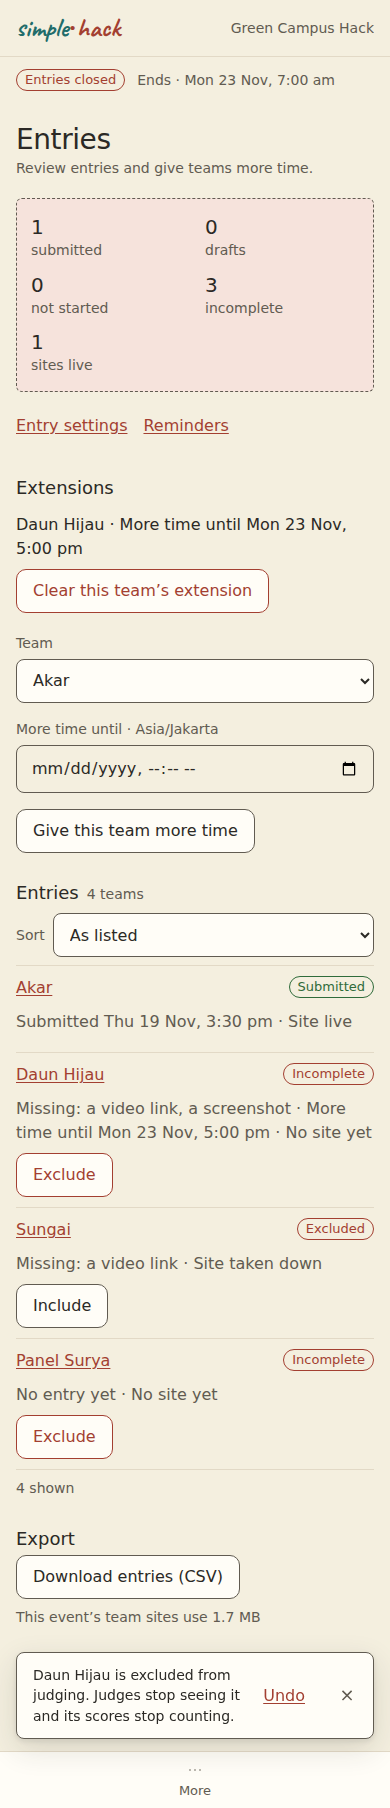 simple hack
Green Campus Hack
Entries closed
Ends · Mon 23 Nov, 7:00 am
Entries
Review entries and give teams more time.
1
submitted
0
drafts
0
not started
3
incomplete
1
sites live
Entry settings
Reminders
Extensions
Daun Hijau · More time until Mon 23 Nov,
5:00 pm
Clear this team’s extension
Team
Akar
More time until · Asia/Jakarta
mm/dd/yyyy, --:-- --
Give this team more time
Entries 4 teams
Sort
As listed
Akar
Submitted
Submitted Thu 19 Nov, 3:30 pm · Site live
Daun Hijau
Incomplete
Missing: a video link, a screenshot · More
time until Mon 23 Nov, 5:00 pm · No site yet
Exclude
Sungai
Excluded
Missing: a video link · Site taken down
Include
Panel Surya
Incomplete
No entry yet · No site yet
Exclude
4 shown
Export
Download entries (CSV)
This event’s team sites use 1.7 MB
Daun Hijau is excluded from
judging. Judges stop seeing it
and its scores stop counting.
Undo
×
...
More